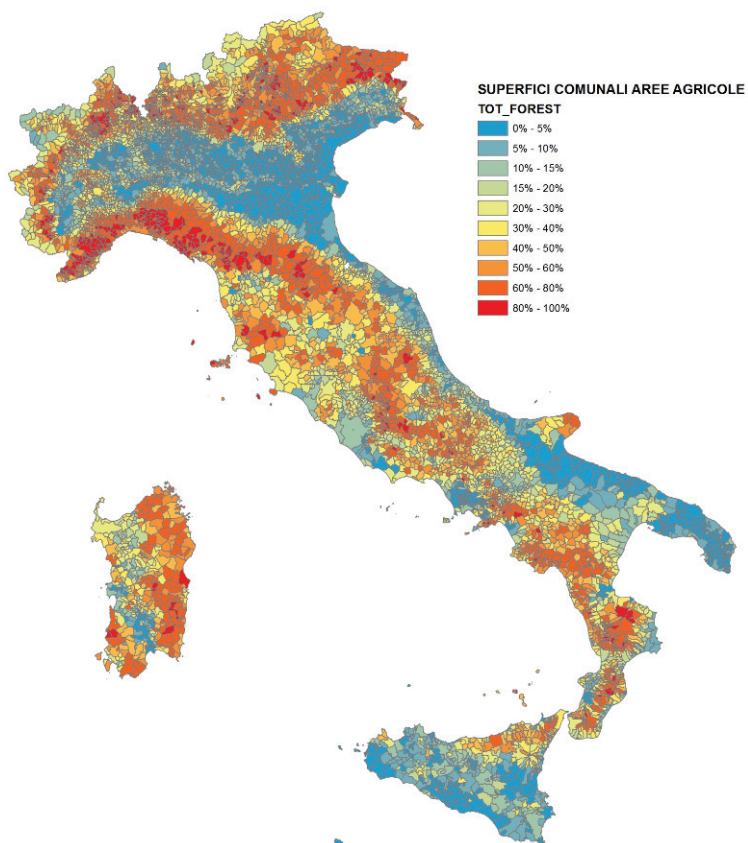 SUPERFICI COMUNALI AREE AGRICOLE
TOT_FOREST
0% - 5%
5% - 10%
10% - 15%
15% - 20%
20% - 30%
30% - 40%
40% - 50%
50% - 60%
60% - 80%
80% - 100%